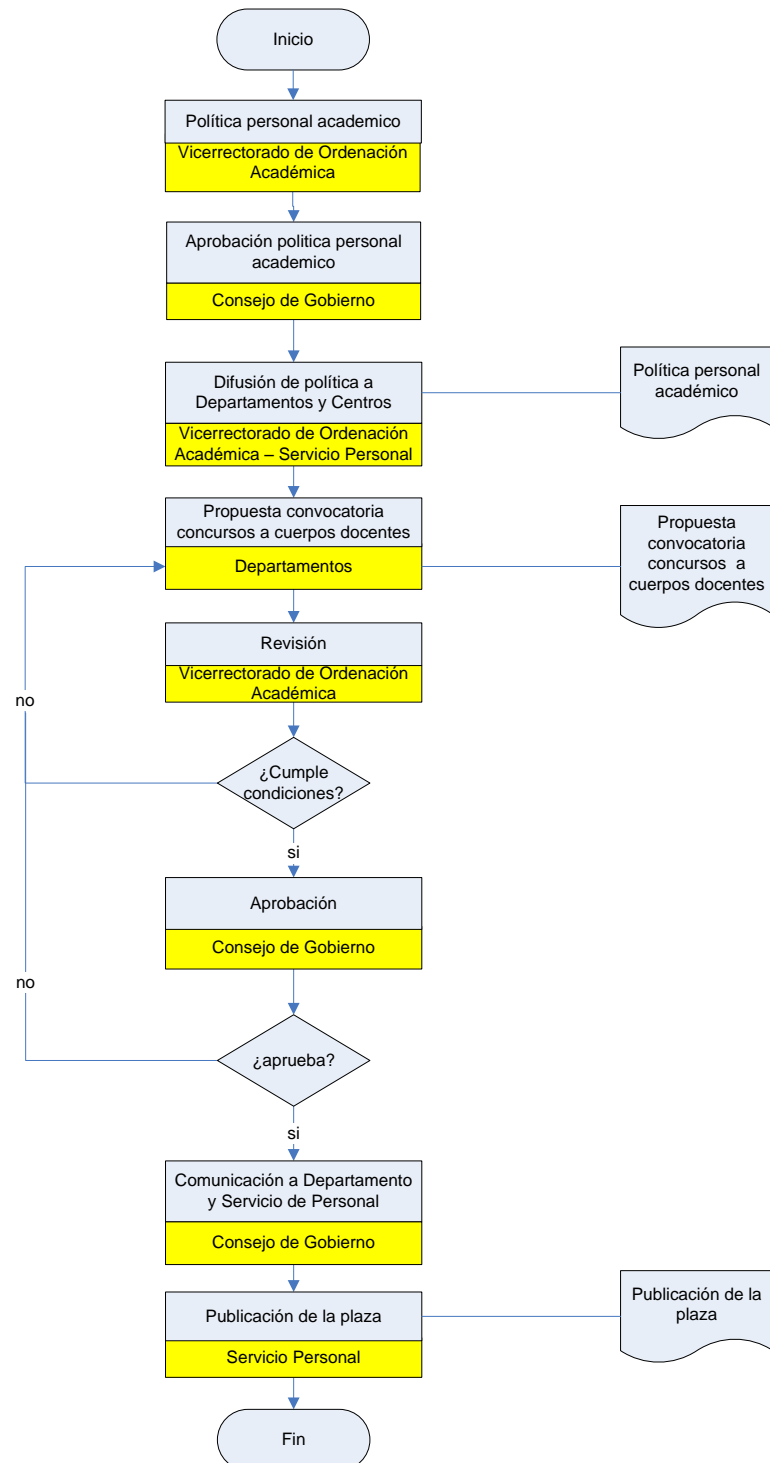 Inicio
Política personal academico
Vicerrectorado de Ordenación
Académica
Aprobación politica personal
academico
Consejo de Gobierno
Difusión de política a
Departamentos y Centros
Vicerrectorado de Ordenación
Académica – Servicio Personal
Política personal
académico
Propuesta convocatoria
concursos a cuerpos docentes
Departamentos
Propuesta
convocatoria
concursos a
cuerpos docentes
Revisión
Vicerrectorado de Ordenación
Académica
no
¿Cumple
condiciones?
si
Aprobación
Consejo de Gobierno
no
¿aprueba?
si
Comunicación a Departamento
y Servicio de Personal
Consejo de Gobierno
Publicación de la plaza
Servicio Personal
Publicación de la
plaza
Fin